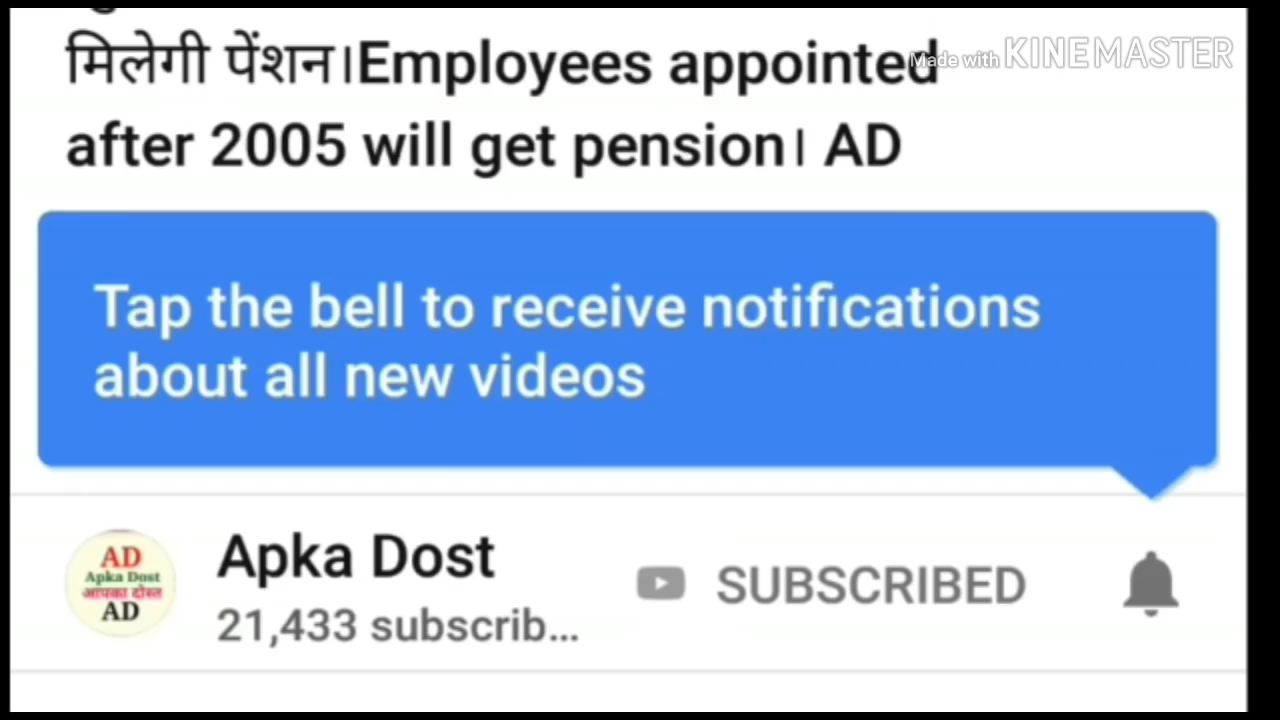 मिलेगी पेंशन।Employees appointed
Made with KINEMASTER
after 2005 will get pension। AD
Tap the bell to receive notifications
about all new videos
AD
Apka Dost
आपका दोस्त
AD
Apka Dost
21,433 subscrib...
SUBSCRIBED